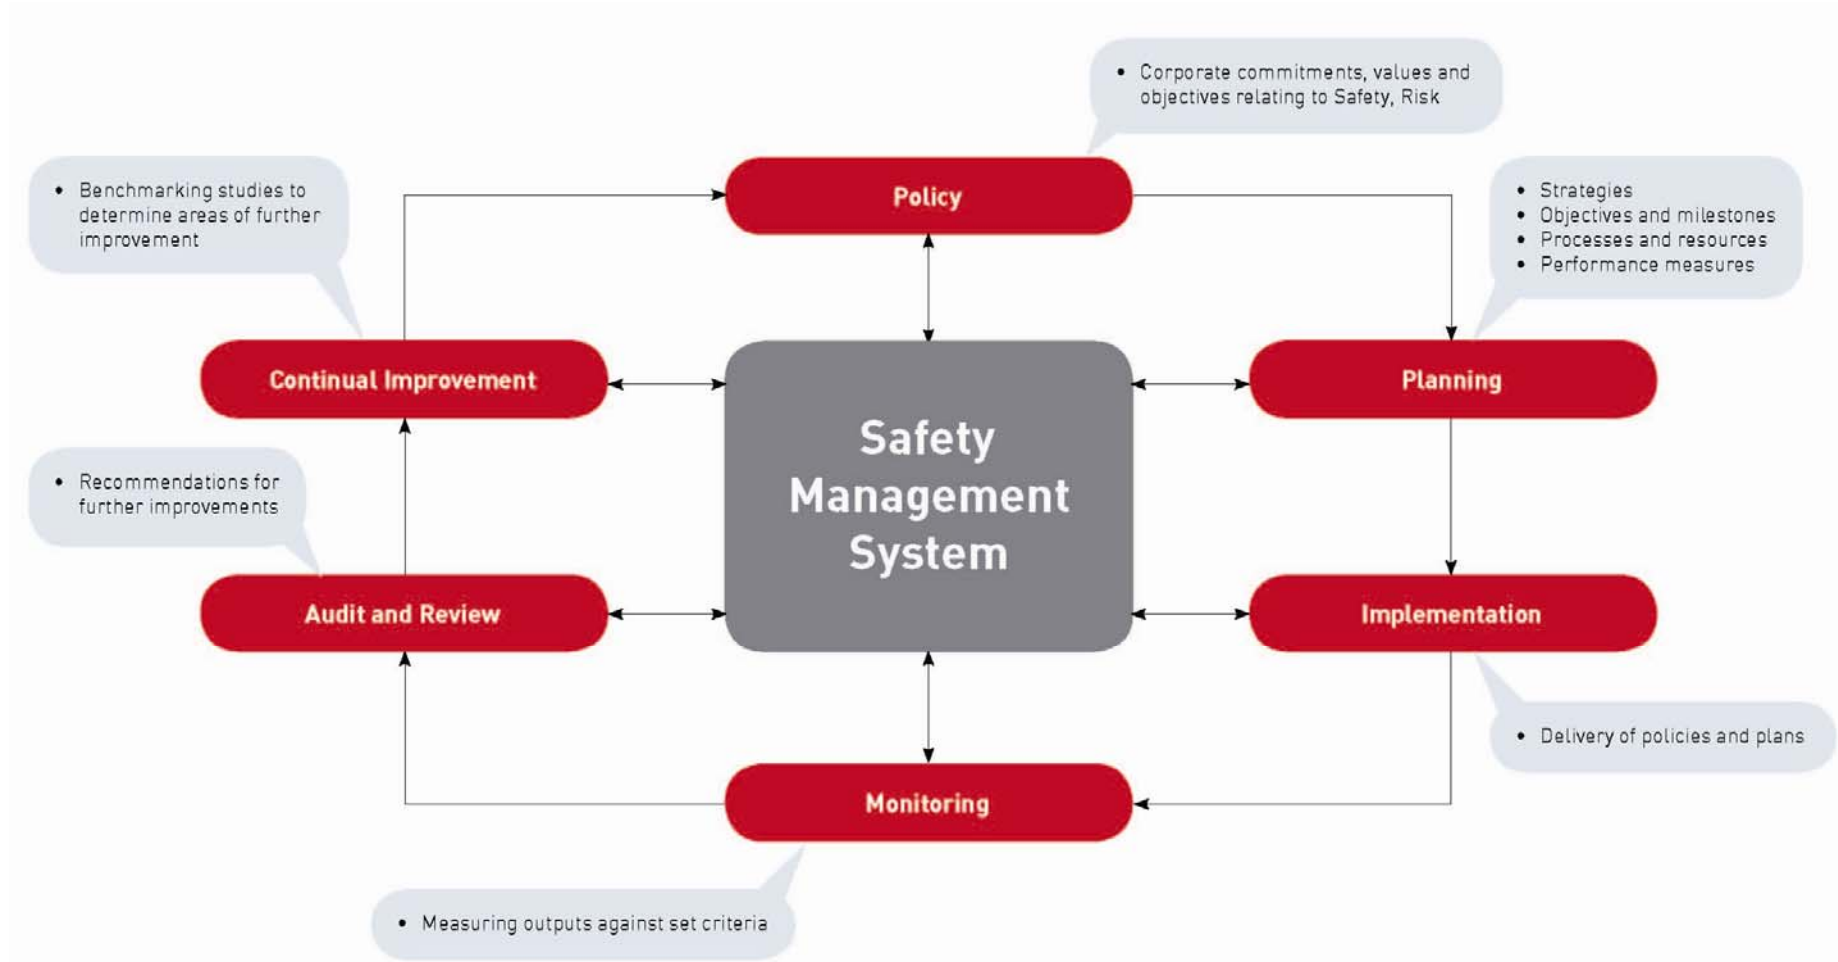 • Corporate commitments, values and
objectives relating to Safety, Risk
Policy
• Benchmarking studies to
determine areas of further
improvement
• Strategies
• Objectives and milestones
• Processes and resources
• Performance measures
Continual Improvement
Planning
Safety
Management
System
• Recommendations for
further improvements
Audit and Review
Implementation
• Delivery of policies and plans
Monitoring
• Measuring outputs against set criteria